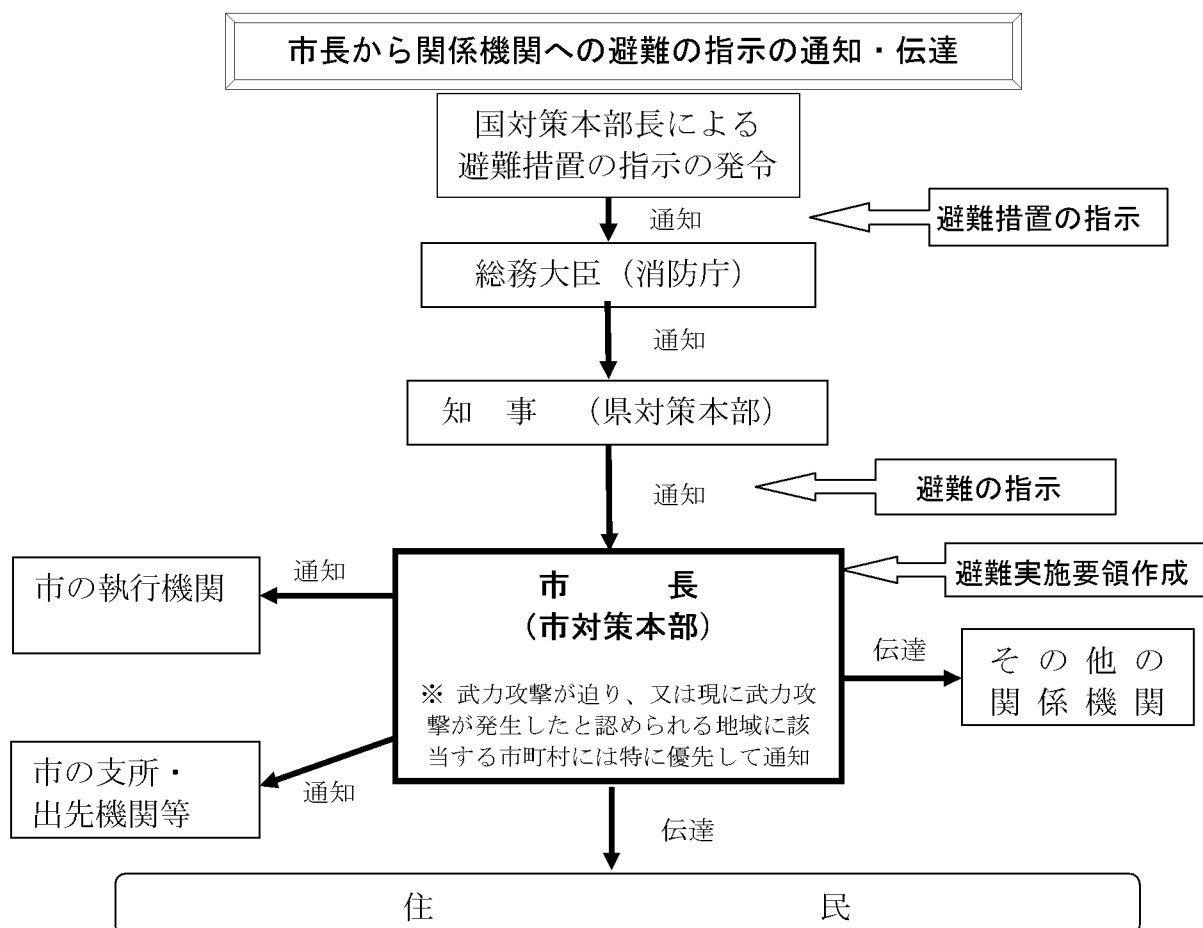 市長から関係機関への避難の指示の通知・伝達
国対策本部長による
避難措置の指示の発令
通知
避難措置の指示
総務大臣（消防庁）
通知
知　事　（県対策本部）
通知
避難の指示
市　　　長
（市対策本部）
※ 武力攻撃が迫り、又は現に武力攻
撃が発生したと認められる地域に該
当する市町村には特に優先して通知
避難実施要領作成
通知
市の執行機関
伝達
その他の
関係機関
通知
市の支所・
出先機関等
伝達
住　　　民